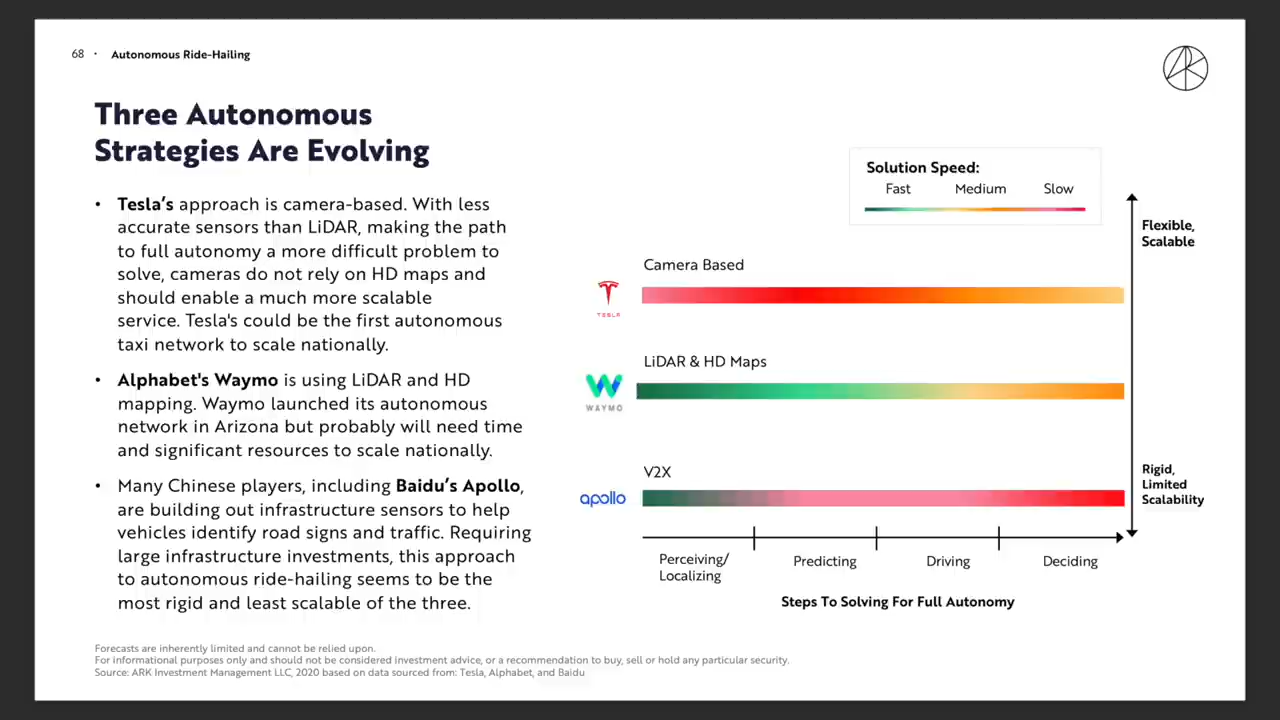 68 · Autonomous Ride-Hailing
Three Autonomous
Strategies Are Evolving
• Tesla's approach is camera-based. With less
accurate sensors than LiDAR, making the path
to full autonomy a more difficult problem to
solve, cameras do not rely on HD maps and
should enable a much more scalable
service. Tesla's could be the first autonomous
taxi network to scale nationally.
• Alphabet's Waymo is using LiDAR and HD
mapping. Waymo launched its autonomous
network in Arizona but probably will need time
and significant resources to scale nationally.
• Many Chinese players, including Baidu's Apollo,
are building out infrastructure sensors to help
vehicles identify road signs and traffic. Requiring
large infrastructure investments, this approach
to autonomous ride-hailing seems to be the
most rigid and least scalable of the three.
Solution Speed:
Fast Medium Slow
Flexible,
Scalable
Camera Based
TESLA
LiDAR & HD Maps
WAYMO
V2X
apollo
Rigid,
Limited
Scalability
Perceiving/
Localizing
Predicting
Driving
Deciding
Steps To Solving For Full Autonomy
Forecasts are inherently limited and cannot be relied upon.
For informational purposes only and should not be considered investment advice, or a recommendation to buy, sell or hold any particular security.
Source: ARK Investment Management LLC, 2020 based on data sourced from: Tesla, Alphabet, and Baidu